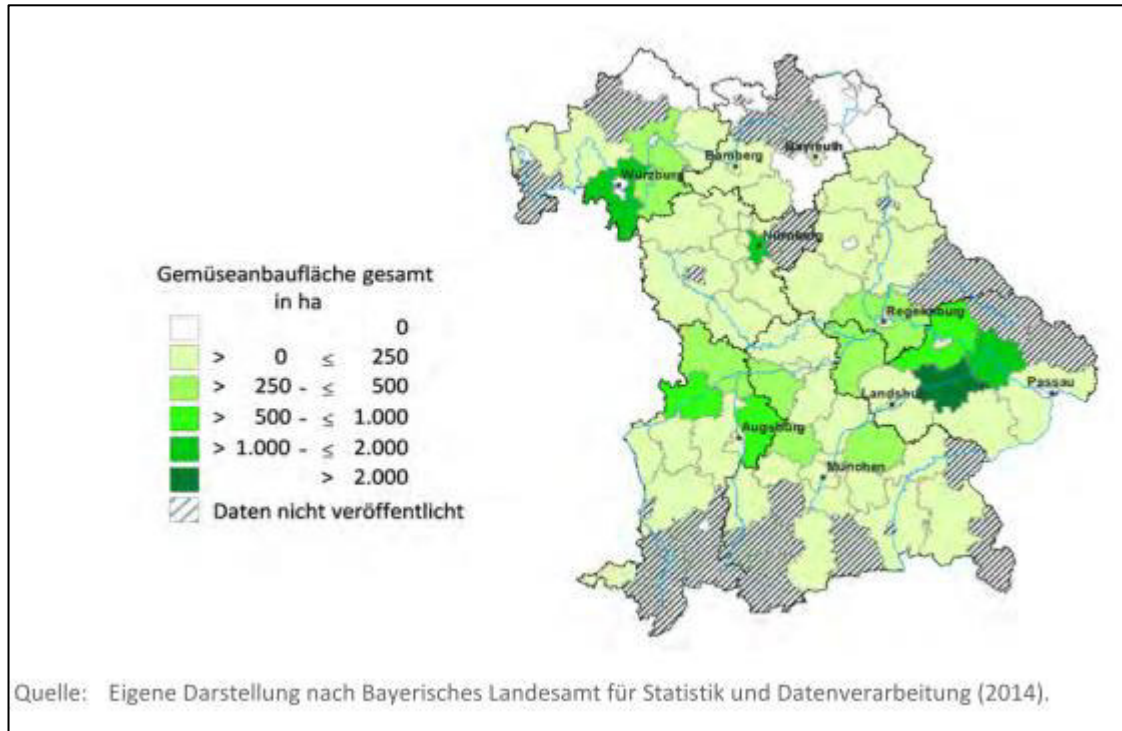 Bayreuth
Bamberg
Würzburg
Nürnberg
Regensburg
Passau
Landshu
Augsburg
München
Gemüseanbaufläche gesamt
in ha
0
> 0 ≤ 250
> 250 - ≤ 500
> 500 - ≤ 1.000
> 1.000 - ≤ 2.000
> 2.000
Daten nicht veröffentlicht
Quelle: Eigene Darstellung nach Bayerisches Landesamt für Statistik und Datenverarbeitung (2014).